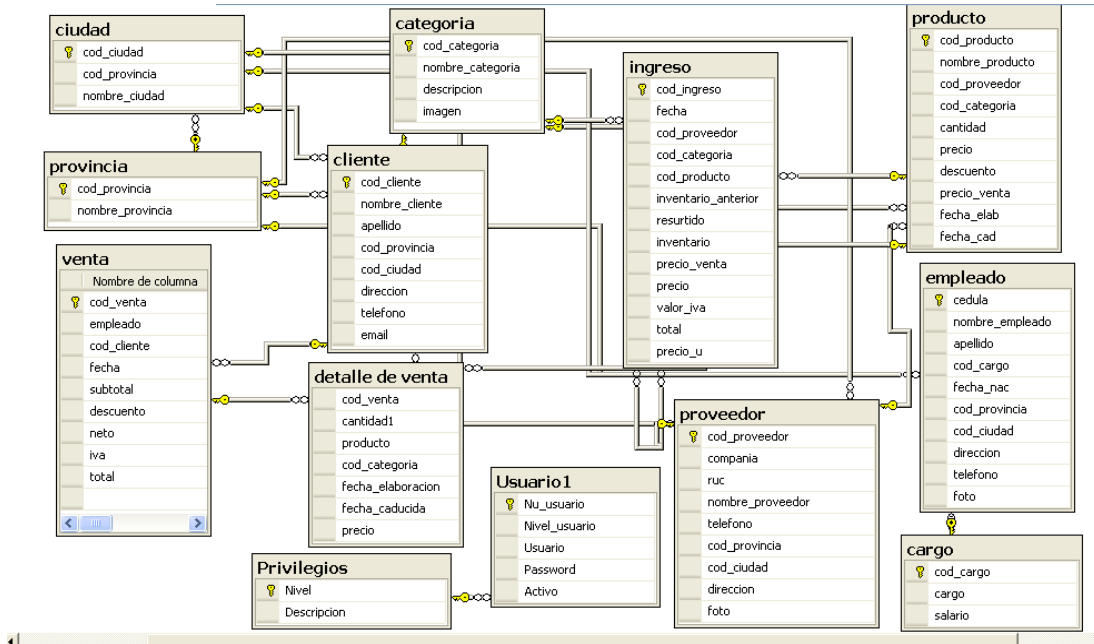 ciudad
cod_ciudad
cod_provincia
nombre_ciudad
provincia
cod_provincia
nombre_provincia
venta
Nombre de columna
cod_venta
empleado
cod_cliente
fecha
subtotal
descuento
neto
iva
total
categoria
cod_categoria
nombre_categoria
descripcion
imagen
cliente
cod_cliente
nombre_cliente
apellido
cod_provincia
cod_ciudad
direccion
telefono
email
detalle de venta
cod_venta
cantidad1
producto
cod_categoria
fecha_elaboracion
fecha_caducida
precio
Privilegios
Nivel
Descripcion
Usuario1
Nu_usuario
Nivel_usuario
Usuario
Password
Activo
ingreso
cod_ingreso
fecha
cod_proveedor
cod_categoria
cod_producto
inventario_anterior
resurtido
inventario
precio_venta
precio
valor_iva
total
precio_u
proveedor
cod_proveedor
compania
ruc
nombre_proveedor
telefono
cod_provincia
cod_ciudad
direccion
foto
producto
cod_producto
nombre_producto
cod_proveedor
cod_categoria
cantidad
precio
descuento
precio_venta
fecha_elab
fecha_cad
empleado
cedula
nombre_empleado
apellido
cod_cargo
fecha_nac
cod_provincia
cod_ciudad
direccion
telefono
foto
cargo
cod_cargo
cargo
salario